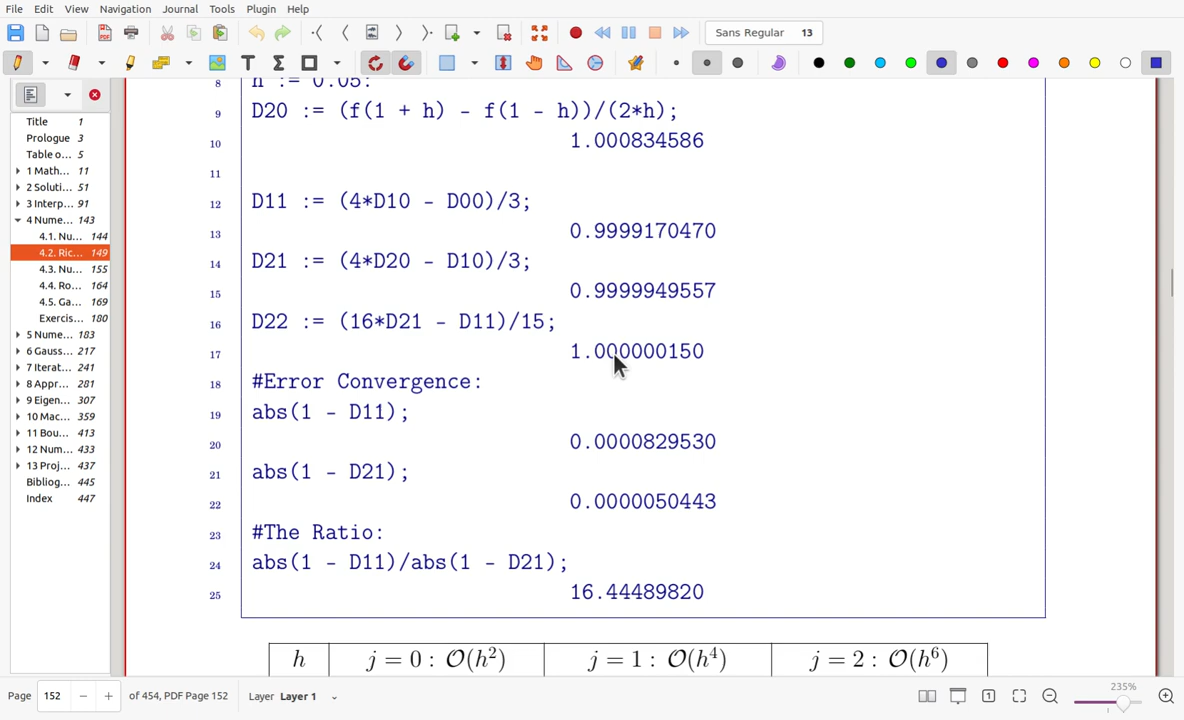 File Edit View Navigation Journal Tools Plugin Help
Sans Regular 13
Title 1
Prologue 3
Table o... 5
1 Math... 11
2 Soluti... 51
3 Interp... 91
4 Nume... 143
4.1. Nu... 144
4.2. Ric... 149
4.3. Nu... 155
4.4. Ro... 164
4.5. Ga... 169
Exercis... 180
5 Nume... 183
6 Gauss... 217
7 Iterat... 241
8 Appr... 281
9 Eigen... 307
10 Mac... 359
11 Bou... 413
12 Num... 433
13 Proj... 437
Bibliog... 445
Index 447
8 h := 0.05:
9 D20 := (f(1 + h) - f(1 - h))/(2*h);
10 1.000834586
11
12 D11 := (4*D10 - D00)/3;
13 0.9999170470
14 D21 := (4*D20 - D10)/3;
15 0.9999949557
16 D22 := (16*D21 - D11)/15;
17 1.000000150
18 #Error Convergence:
19 abs(1 - D11);
20 0.0000829530
21 abs(1 - D21);
22 0.0000050443
23 #The Ratio:
24 abs(1 - D11)/abs(1 - D21);
25 16.44489820
h j = 0 : O(h²) j = 1 : O(h⁴) j = 2 : O(h⁶)
Page 152 of 454, PDF Page 152 Layer Layer 1 235%